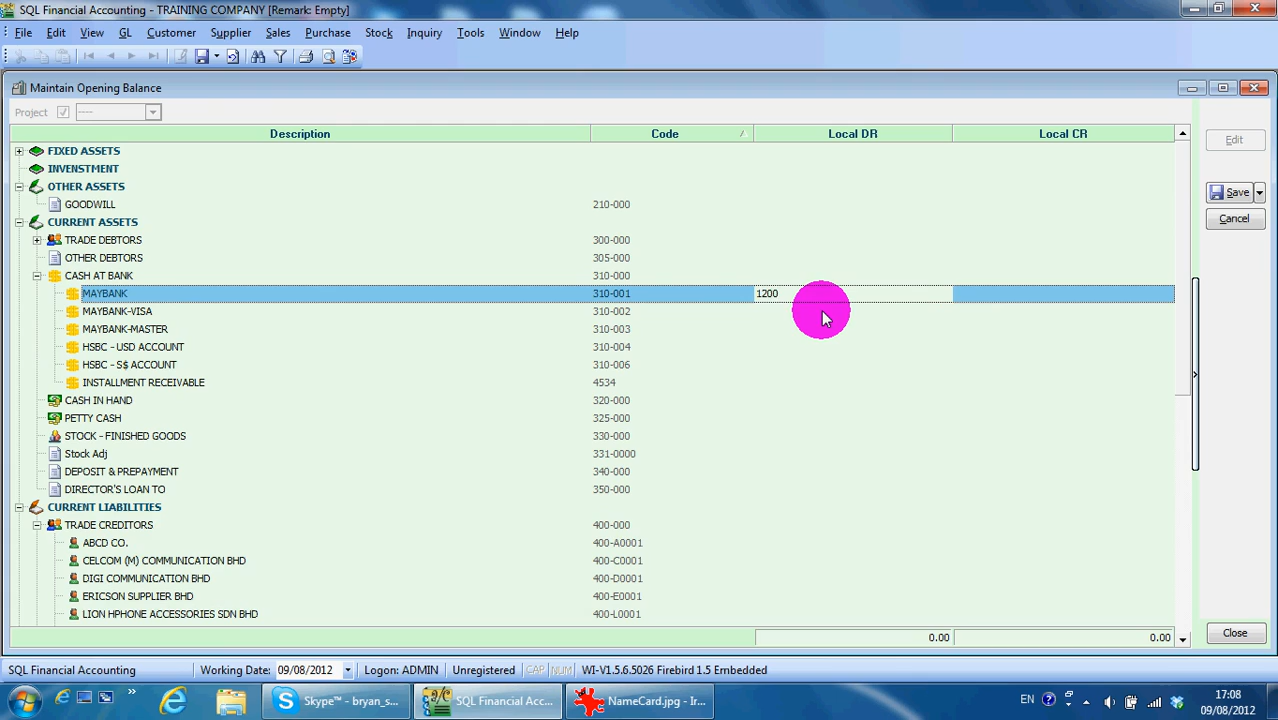 SQL Financial Accounting - TRAINING COMPANY [Remark: Empty]
File Edit View GL Customer Supplier Sales Purchase Stock Inquiry Tools Window Help
Maintain Opening Balance
Project ----
Description Code Local DR Local CR
FIXED ASSETS
Edit
INVENSTMENT
OTHER ASSETS
Save
GOODWILL 210-000
Cancel
CURRENT ASSETS
TRADE DEBTORS 300-000
OTHER DEBTORS 305-000
CASH AT BANK 310-000
MAYBANK 310-001 1200
MAYBANK-VISA 310-002
MAYBANK-MASTER 310-003
HSBC - USD ACCOUNT 310-004
HSBC - S$ ACCOUNT 310-006
INSTALLMENT RECEIVABLE 4534
CASH IN HAND 320-000
PETTY CASH 325-000
STOCK - FINISHED GOODS 330-000
Stock Adj 331-0000
DEPOSIT & PREPAYMENT 340-000
DIRECTOR'S LOAN TO 350-000
CURRENT LIABILITIES
TRADE CREDITORS 400-000
ABCD CO. 400-A0001
CELCOM (M) COMMUNICATION BHD 400-C0001
DIGI COMMUNICATION BHD 400-D0001
ERICSON SUPPLIER BHD 400-E0001
LION HPHONE ACCESSORIES SDN BHD 400-L0001
0.00 0.00
Close
SQL Financial Accounting Working Date: 09/08/2012 Logon: ADMIN Unregistered CAP NUM WI-V1.5.6.5026 Firebird 1.5 Embedded
Skype™ - bryan_s... SQL Financial Acco... NameCard.jpg - Ir... EN 17:08
09/08/2012